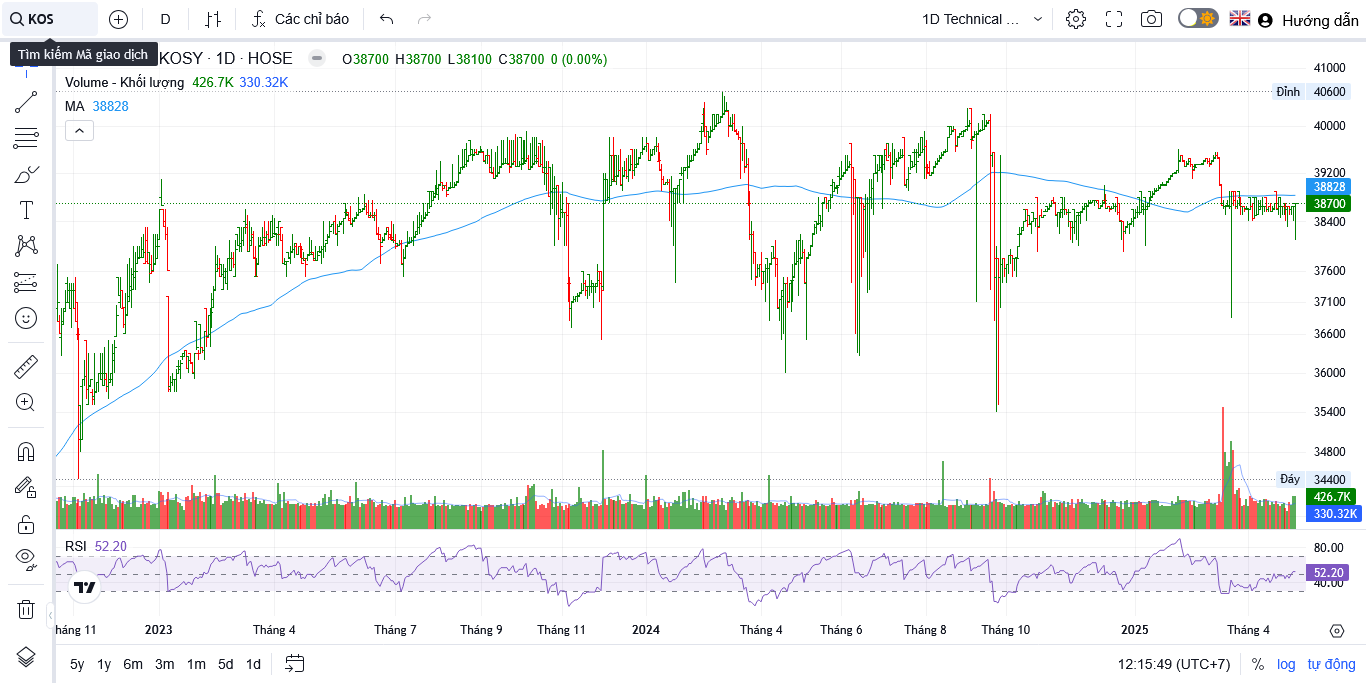 KOS D Các chỉ báo 1D Technical ... Hướng dẫn
Tìm kiếm Mã giao dịch
KOSY · 1D · HOSE O38700 H38700 L38100 C38700 0 (0.00%)
Volume - Khối lượng 426.7K 330.32K
MA 38828
41000
Đỉnh 40600
40000
39200
38828
38700
38400
37600
37100
36600
36000
35400
34800
Đáy 34400
426.7K
330.32K
RSI 52.20
80.00
52.20
40.00
háng 11 2023 Tháng 4 Tháng 7 Tháng 9 Tháng 11 2024 Tháng 4 Tháng 6 Tháng 8 Tháng 10 2025 Tháng 4
5y 1y 6m 3m 1m 5d 1d 12:15:49 (UTC+7) % log tự động